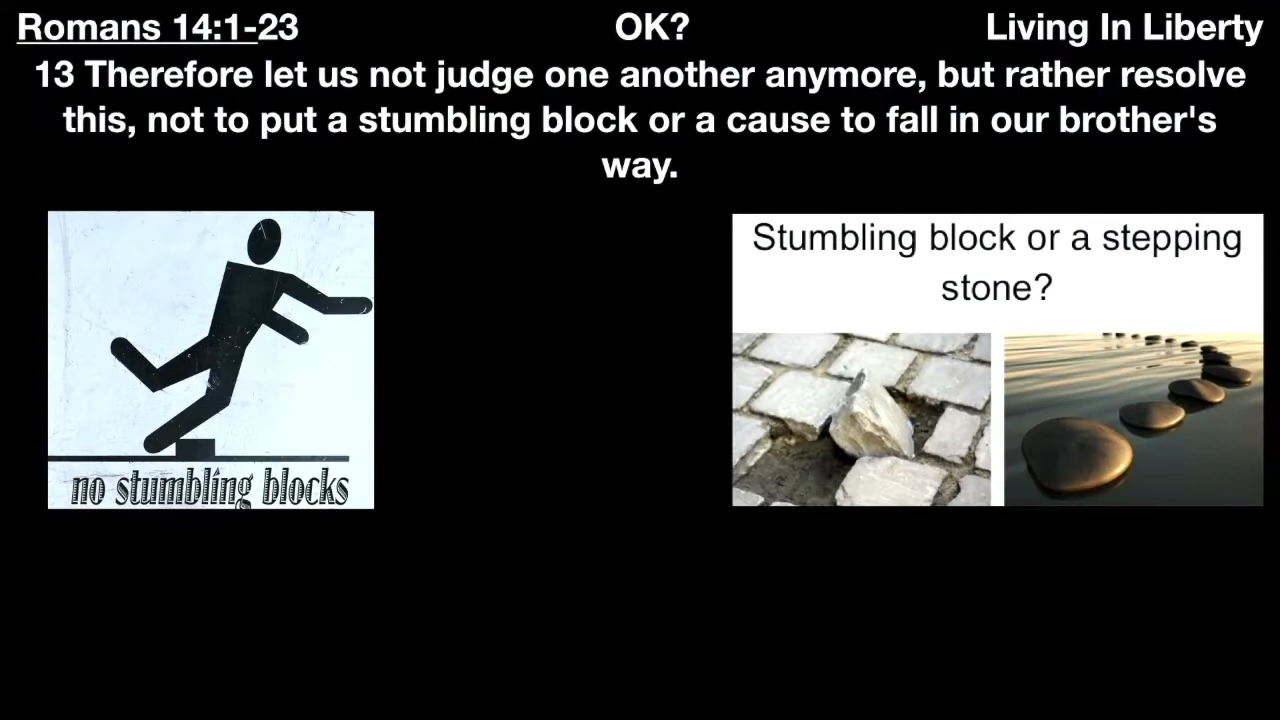 Romans 14:1-23 OK? Living In Liberty
13 Therefore let us not judge one another anymore, but rather resolve
this, not to put a stumbling block or a cause to fall in our brother's
way.
no stumbling blocks
Stumbling block or a stepping
stone?